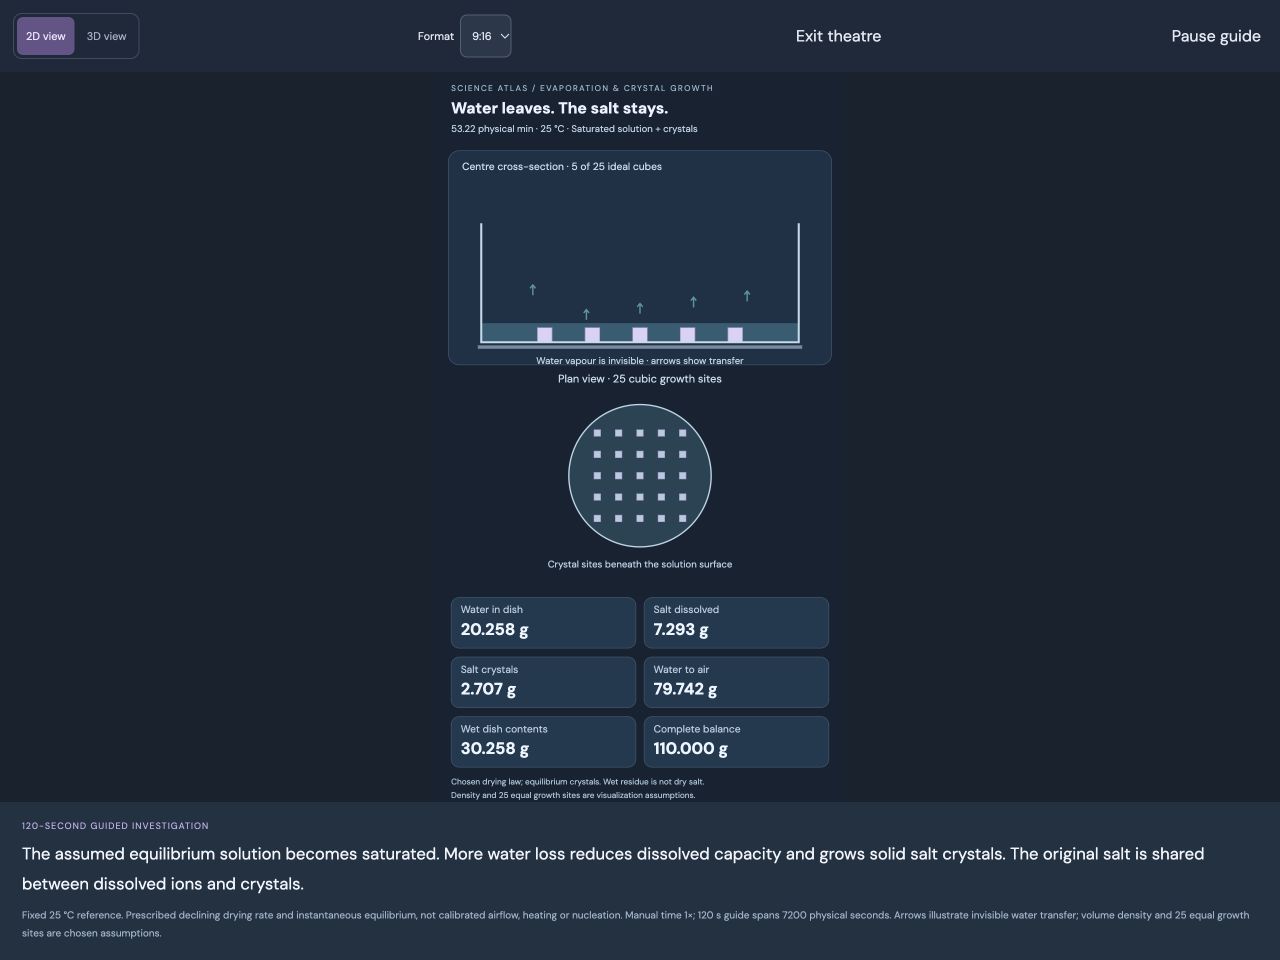 2D view
3D view
Format
9:16
Exit theatre
Pause guide
SCIENCE ATLAS / EVAPORATION & CRYSTAL GROWTH
Water leaves. The salt stays.
53.22 physical min · 25 °C · Saturated solution + crystals
Centre cross-section · 5 of 25 ideal cubes
Water vapour is invisible · arrows show transfer
Plan view · 25 cubic growth sites
Crystal sites beneath the solution surface
Water in dish
20.258 g
Salt dissolved
7.293 g
Salt crystals
2.707 g
Water to air
79.742 g
Wet dish contents
30.258 g
Complete balance
110.000 g
Chosen drying law; equilibrium crystals. Wet residue is not dry salt.
Density and 25 equal growth sites are visualization assumptions.
120-SECOND GUIDED INVESTIGATION
The assumed equilibrium solution becomes saturated. More water loss reduces dissolved capacity and grows solid salt crystals. The original salt is shared
between dissolved ions and crystals.
Fixed 25 °C reference. Prescribed declining drying rate and instantaneous equilibrium, not calibrated airflow, heating or nucleation. Manual time 1×; 120 s guide spans 7200 physical seconds. Arrows illustrate invisible water transfer; volume density and 25 equal growth
sites are chosen assumptions.